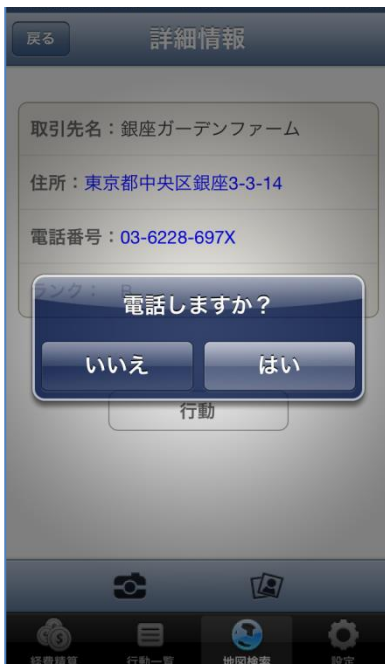 戻る
詳細情報
取引先名：銀座ガーデンファーム
住所：東京都中央区銀座3-3-14
電話番号：03-6228-697X
ランク： B
電話しますか？
いいえ はい
行動
経費精算 行動一覧 地図検索 設定